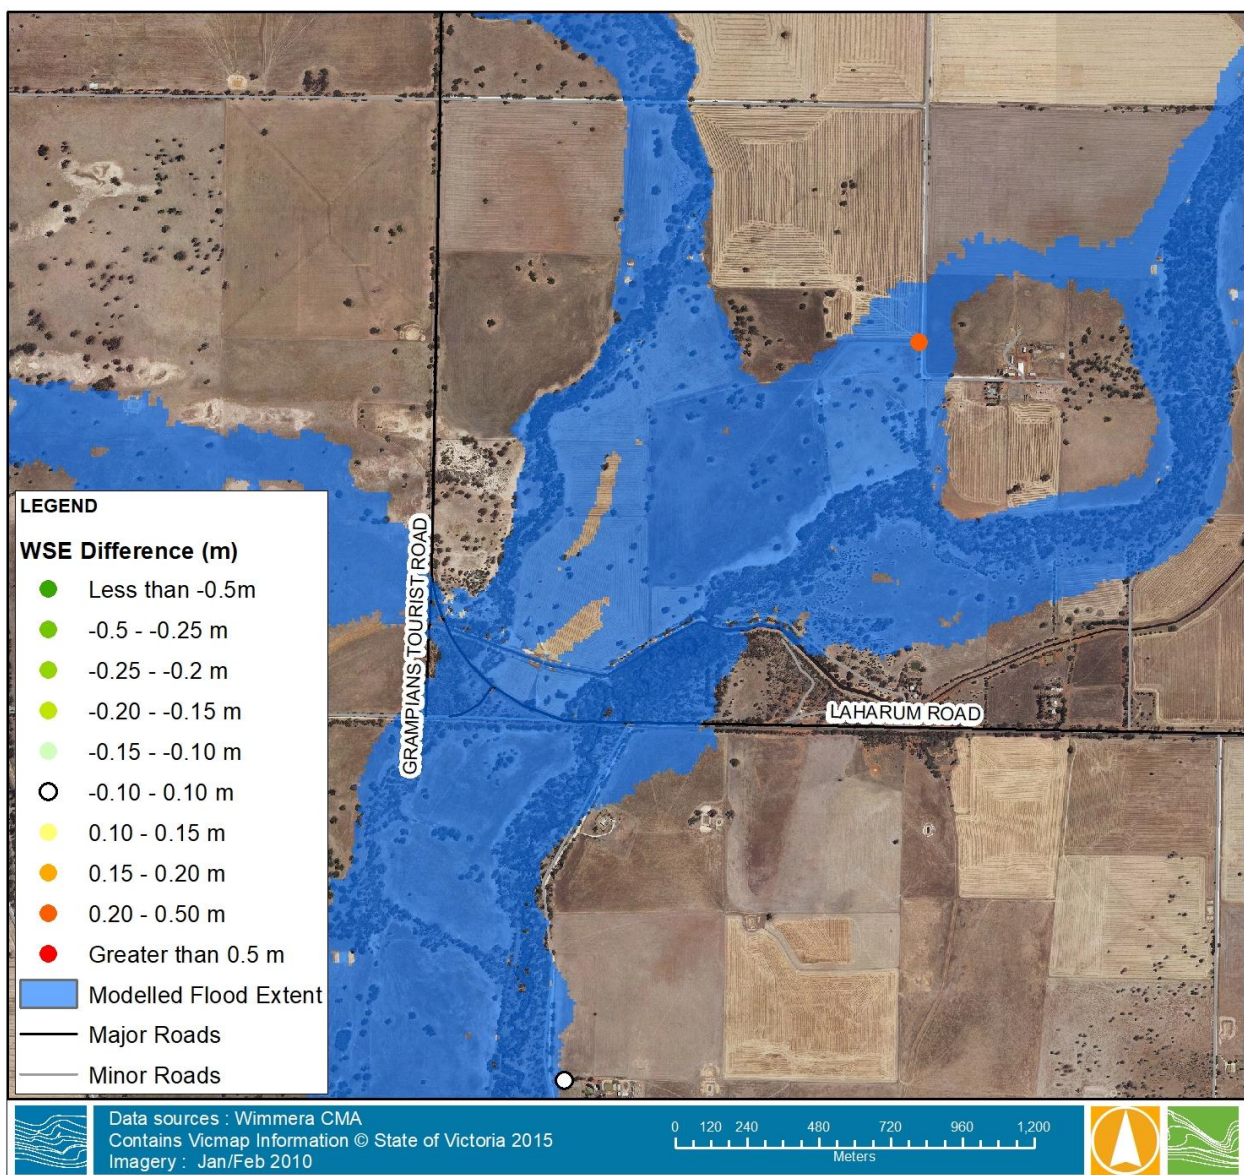 GRAMPIANS TOURIST ROAD
LAHARUM ROAD
LEGEND
WSE Difference (m)
Less than -0.5m
-0.5 - -0.25 m
-0.25 - -0.2 m
-0.20 - -0.15 m
-0.15 - -0.10 m
-0.10 - 0.10 m
0.10 - 0.15 m
0.15 - 0.20 m
0.20 - 0.50 m
Greater than 0.5 m
Modelled Flood Extent
Major Roads
Minor Roads
Data sources : Wimmera CMA
Contains Vicmap Information © State of Victoria 2015
Imagery : Jan/Feb 2010
0 120 240 480 720 960 1,200
Meters